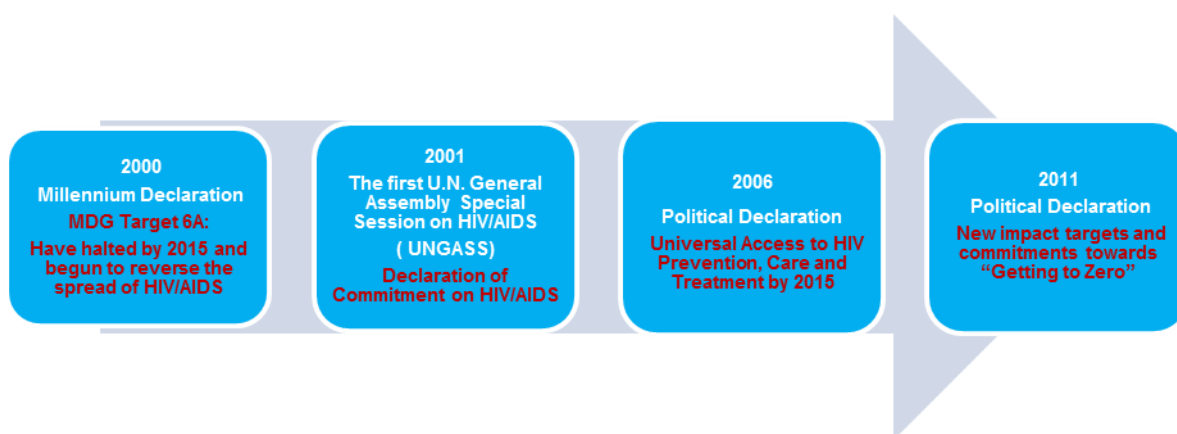 2000
Millennium Declaration
MDG Target 6A:
Have halted by 2015 and
begun to reverse the
spread of HIV/AIDS
2001
The first U.N. General
Assembly Special
Session on HIV/AIDS
( UNGASS)
Declaration of
Commitment on HIV/AIDS
2006
Political Declaration
Universal Access to HIV
Prevention, Care and
Treatment by 2015
2011
Political Declaration
New impact targets and
commitments towards
“Getting to Zero”